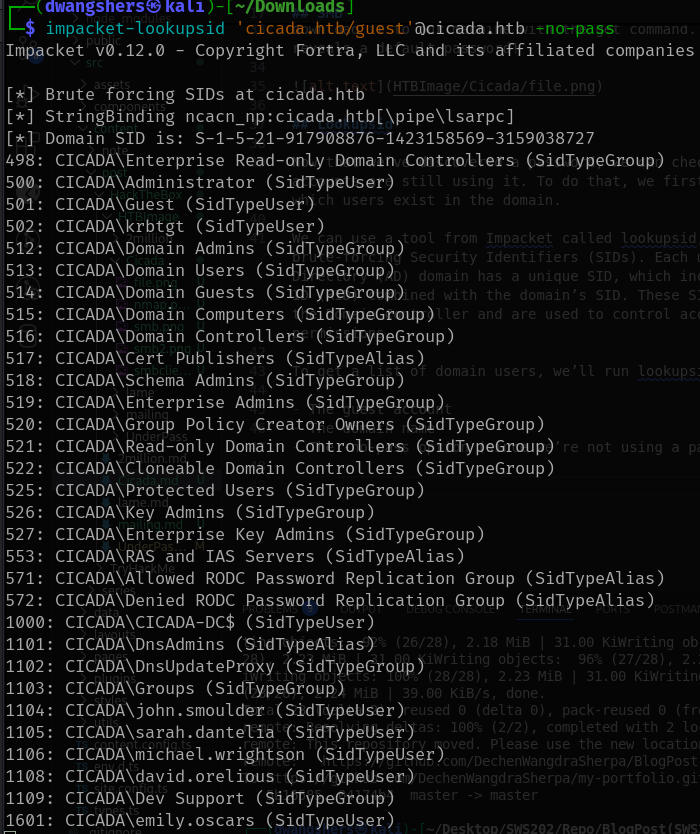 (dwangshers㉿kali)-[~/Downloads]
$ impacket-lookupsid 'cicada.htb/guest'@cicada.htb -no-pass
Impacket v0.12.0 - Copyright Fortra, LLC and its affiliated companies
[*] Brute forcing SIDs at cicada.htb
[*] StringBinding ncacn_np:cicada.htb[\pipe\lsarpc]
[*] Domain SID is: S-1-5-21-917908876-1423158569-3159038727
498: CICADA\Enterprise Read-only Domain Controllers (SidTypeGroup)
500: CICADA\Administrator (SidTypeUser)
501: CICADA\Guest (SidTypeUser)
502: CICADA\krbtgt (SidTypeUser)
512: CICADA\Domain Admins (SidTypeGroup)
513: CICADA\Domain Users (SidTypeGroup)
514: CICADA\Domain Guests (SidTypeGroup)
515: CICADA\Domain Computers (SidTypeGroup)
516: CICADA\Domain Controllers (SidTypeGroup)
517: CICADA\Cert Publishers (SidTypeAlias)
518: CICADA\Schema Admins (SidTypeGroup)
519: CICADA\Enterprise Admins (SidTypeGroup)
520: CICADA\Group Policy Creator Owners (SidTypeGroup)
521: CICADA\Read-only Domain Controllers (SidTypeGroup)
522: CICADA\Cloneable Domain Controllers (SidTypeGroup)
525: CICADA\Protected Users (SidTypeGroup)
526: CICADA\Key Admins (SidTypeGroup)
527: CICADA\Enterprise Key Admins (SidTypeGroup)
553: CICADA\RAS and IAS Servers (SidTypeAlias)
571: CICADA\Allowed RODC Password Replication Group (SidTypeAlias)
572: CICADA\Denied RODC Password Replication Group (SidTypeAlias)
1000: CICADA\CICADA-DC$ (SidTypeUser)
1101: CICADA\DnsAdmins (SidTypeAlias)
1102: CICADA\DnsUpdateProxy (SidTypeGroup)
1103: CICADA\Groups (SidTypeGroup)
1104: CICADA\john.smoulder (SidTypeUser)
1105: CICADA\sarah.dantelia (SidTypeUser)
1106: CICADA\michael.wrightson (SidTypeUser)
1108: CICADA\david.orelious (SidTypeUser)
1109: CICADA\Dev Support (SidTypeGroup)
1601: CICADA\emily.oscars (SidTypeUser)